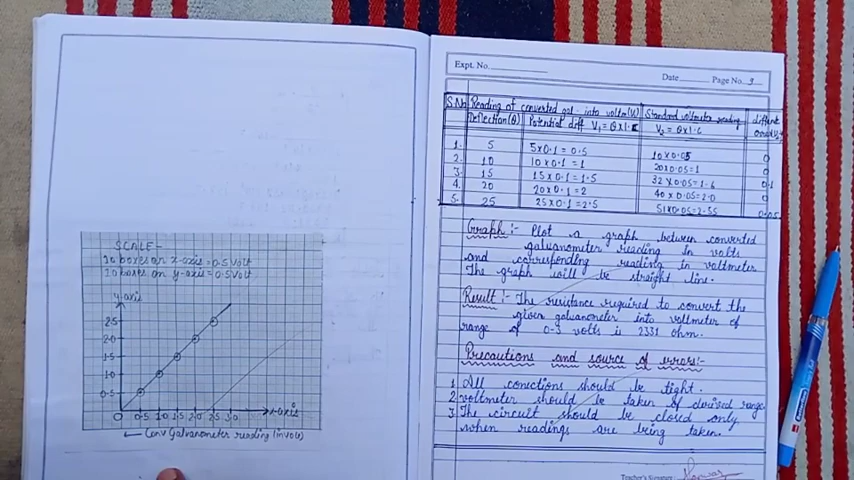 SCALE-
10 boxes on x-axis = 0.5 Volt
10 boxes on y-axis = 0.5 Volt
y-axis
2.5
2.0
1.5
1.0
0.5
0 0.5 1.0 1.5 2.0 2.5 3.0 x-axis
Conv Galvanometer reading (in volt)
Expt. No.
Date Page No. 9
S.No Reading of converted gal. into voltm(V) Standard voltmeter reading
Deflection(θ) Potential diff V₁ = θ×1.C V₂ = θ×1.C
1. 5 5×0.1 = 0.5 10×0.05 0
2. 10 10×0.1 = 1 20×0.05=1 0
3. 15 15×0.1 = 1.5 32×0.05=1.6 0.1
4. 20 20×0.1 = 2 40×0.05=2.0 0
5. 25 25×0.1 = 2.5 51×0.05=2.55 0.05
Graph:- Plot a graph between converted
galvanometer reading in volts
and corresponding reading in voltmeter
The graph will be straight line.
Result:- The resistance required to convert the
given galvanometer into voltmeter of
range of 0-3 volts is 2331 ohm.
Precautions and source of errors:-
1. All conections should be tight.
2. voltmeter should be taken of derised range
3. The circuit should be closed only
when readings are being taken.
Teacher's Signature: